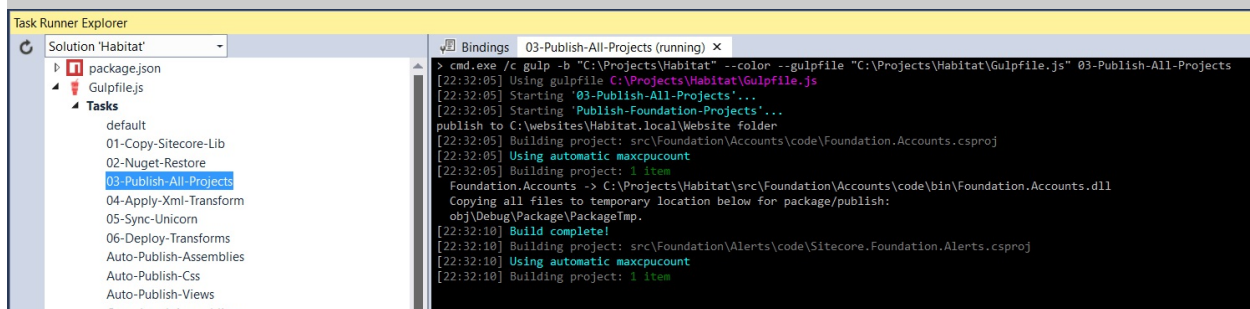 Task Runner Explorer
Solution 'Habitat'
package.json
Gulpfile.js
Tasks
default
01-Copy-Sitecore-Lib
02-Nuget-Restore
03-Publish-All-Projects
04-Apply-Xml-Transform
05-Sync-Unicorn
06-Deploy-Transforms
Auto-Publish-Assemblies
Auto-Publish-Css
Auto-Publish-Views
Bindings 03-Publish-All-Projects (running)
> cmd.exe /c gulp -b "C:\Projects\Habitat" --color --gulpfile "C:\Projects\Habitat\Gulpfile.js" 03-Publish-All-Projects
[22:32:05] Using gulpfile C:\Projects\Habitat\Gulpfile.js
[22:32:05] Starting '03-Publish-All-Projects'...
[22:32:05] Starting 'Publish-Foundation-Projects'...
publish to C:\websites\Habitat.local\Website folder
[22:32:05] Building project: src\Foundation\Accounts\code\Foundation.Accounts.csproj
[22:32:05] Using automatic maxcpucount
[22:32:05] Building project: 1 item
Foundation.Accounts -> C:\Projects\Habitat\src\Foundation\Accounts\code\bin\Foundation.Accounts.dll
Copying all files to temporary location below for package/publish:
obj\Debug\Package\PackageTmp.
[22:32:10] Build complete!
[22:32:10] Building project: src\Foundation\Alerts\code\Sitecore.Foundation.Alerts.csproj
[22:32:10] Using automatic maxcpucount
[22:32:10] Building project: 1 item